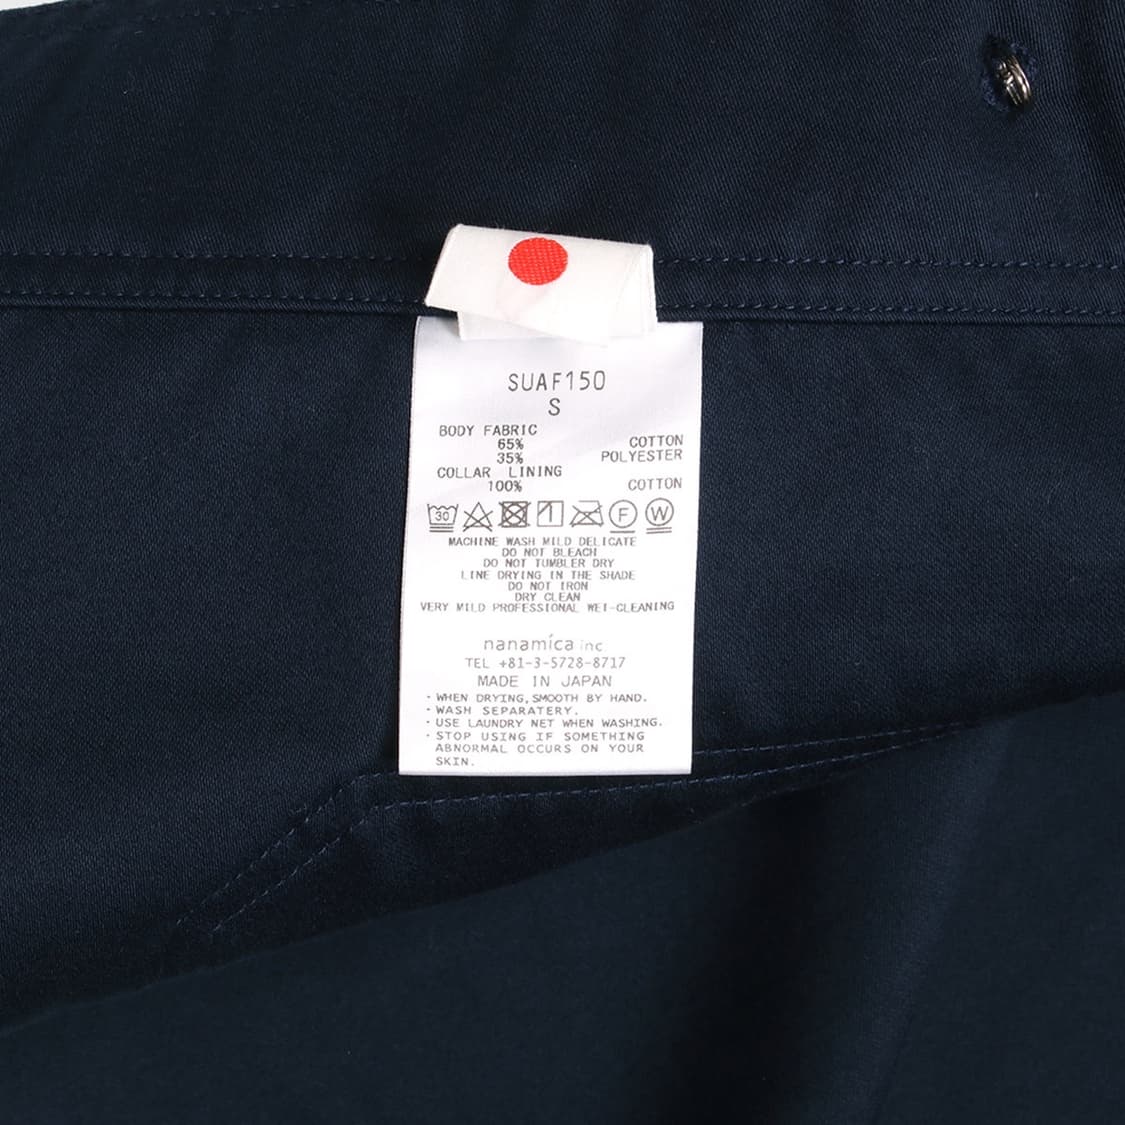 SUAF150
S
BODY FABRIC
65% COTTON
35% POLYESTER
COLLAR LINING
100% COTTON
30 F W
MACHINE WASH MILD DELICATE
DO NOT BLEACH
DO NOT TUMBLER DRY
LINE DRYING IN THE SHADE
DO NOT IRON
DRY CLEAN
VERY MILD PROFESSIONAL WET-CLEANING
nanamica inc
TEL +81-3-5728-8717
MADE IN JAPAN
・WHEN DRYING,SMOOTH BY HAND.
・WASH SEPARATERY.
・USE LAUNDRY NET WHEN WASHING.
・STOP USING IF SOMETHING
ABNORMAL OCCURS ON YOUR
SKIN.